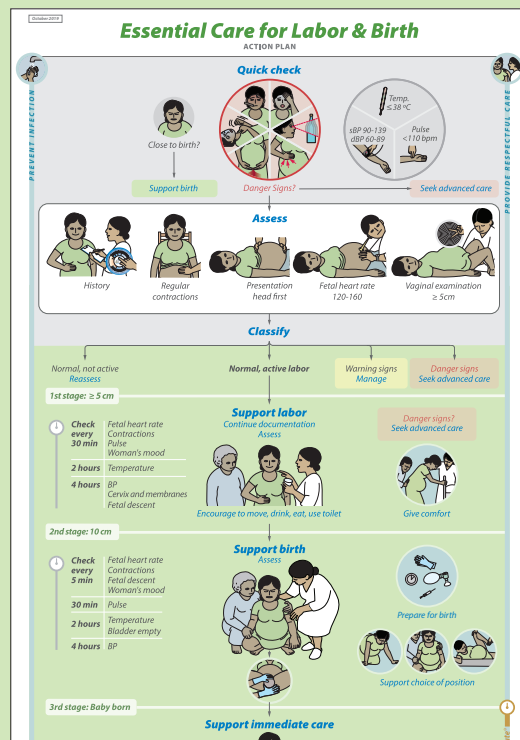 October 2019
Essential Care for Labor & Birth
ACTION PLAN
PREVENT INFECTION
PROVIDE RESPECTFUL CARE
Quick check
Temp.
≤38 ºC
sBP 90-139
dBP 60-89
Pulse
<110 bpm
Close to birth?
Support birth
Danger Signs?
Seek advanced care
Assess
History
Regular
contractions
Presentation
head first
Fetal heart rate
120-160
Vaginal examination
≥ 5cm
Classify
Normal, not active
Reassess
Normal, active labor
Warning signs
Manage
Danger signs
Seek advanced care
1st stage: ≥ 5 cm
Support labor
Continue documentation
Assess
Danger signs?
Seek advanced care
Check
every
30 min
Fetal heart rate
Contractions
Pulse
Woman's mood
2 hours
Temperature
4 hours
BP
Cervix and membranes
Fetal descent
Encourage to move, drink, eat, use toilet
Give comfort
2nd stage: 10 cm
Support birth
Assess
Check
every
5 min
Fetal heart rate
Contractions
Fetal descent
Woman's mood
30 min
Pulse
2 hours
Temperature
Bladder empty
4 hours
BP
Prepare for birth
Support choice of position
3rd stage: Baby born
Support immediate care